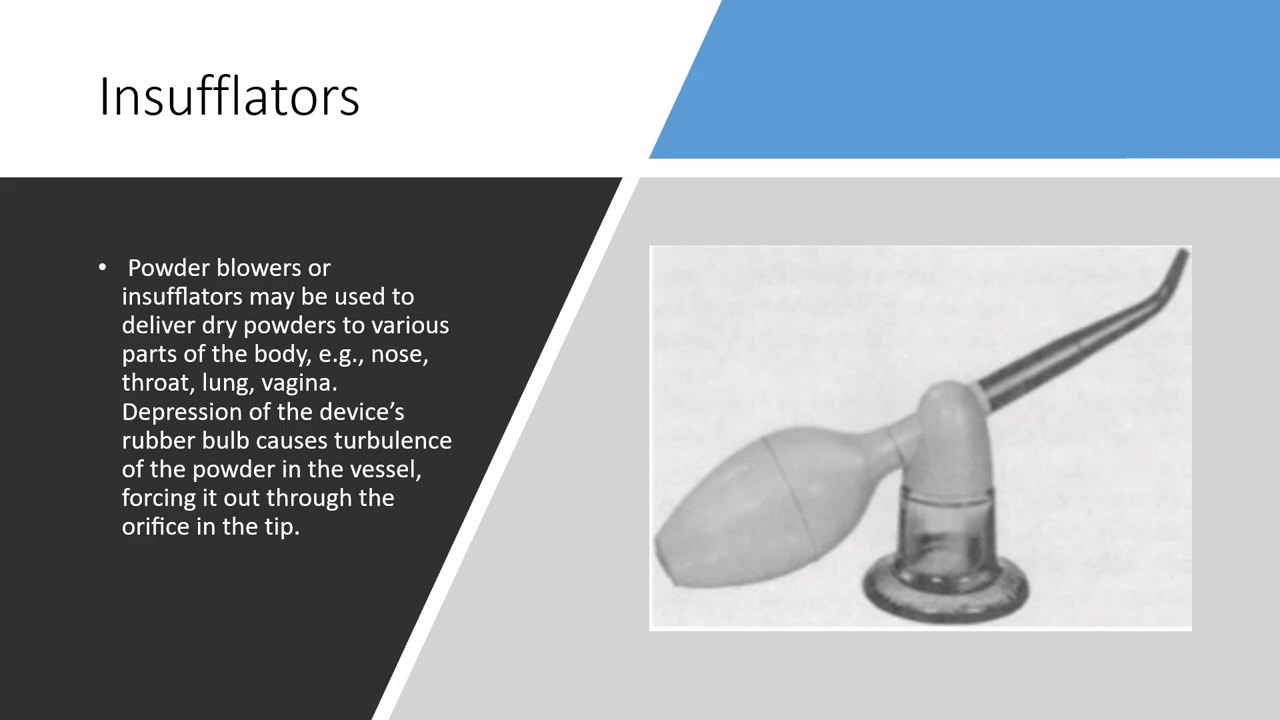 Insufflators
• Powder blowers or
insufflators may be used to
deliver dry powders to various
parts of the body, e.g., nose,
throat, lung, vagina.
Depression of the device’s
rubber bulb causes turbulence
of the powder in the vessel,
forcing it out through the
orifice in the tip.